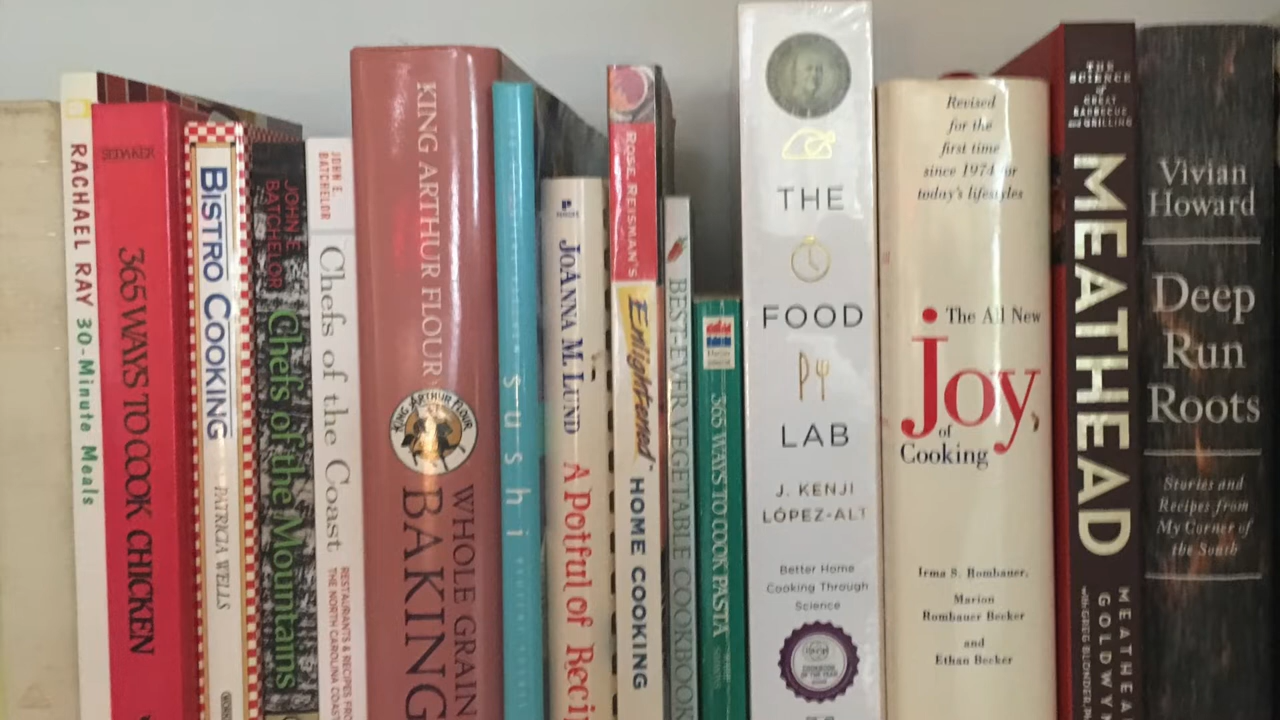 RACHAEL RAY 30-Minute Meals
365 WAYS TO COOK CHICKEN
BISTRO COOKING
PATRICIA WELLS
JOHN E.
BATCHELOR
Chefs of the Mountains
JOHN E.
BATCHELOR
Chefs of the Coast
RESTAURANTS & RECIPES FRO
THE NORTH CAROLINA COAST
KING ARTHUR FLOUR
KING ARTHUR FLOUR
WHOLE GRAIN
BAKING
sushi
JOANNA M. LUND
A Potful of Reci
ROSE REISMAN'S
Enlightened
HOME COOKING
BEST-EVER VEGETABLE COOKBOOK
365 WAYS TO COOK PASTA
THE
FOOD
LAB
J. KENJI
LÓPEZ-ALT
Better Home
Cooking Through
Science
Revised
for the
first time
since 1974 for
today's lifestyles
The All New
Joy
of
Cooking
Irma S. Rombauer,
Marion
Rombauer Becker
and
Ethan Becker
THE
SCIENCE
of
GREAT
BARBECUE
and GRILLING
MEATHEAD
MEATHEA
GOLDWYN
Vivian
Howard
Deep
Run
Roots
Stories and
Recipes from
My Corner of
the South